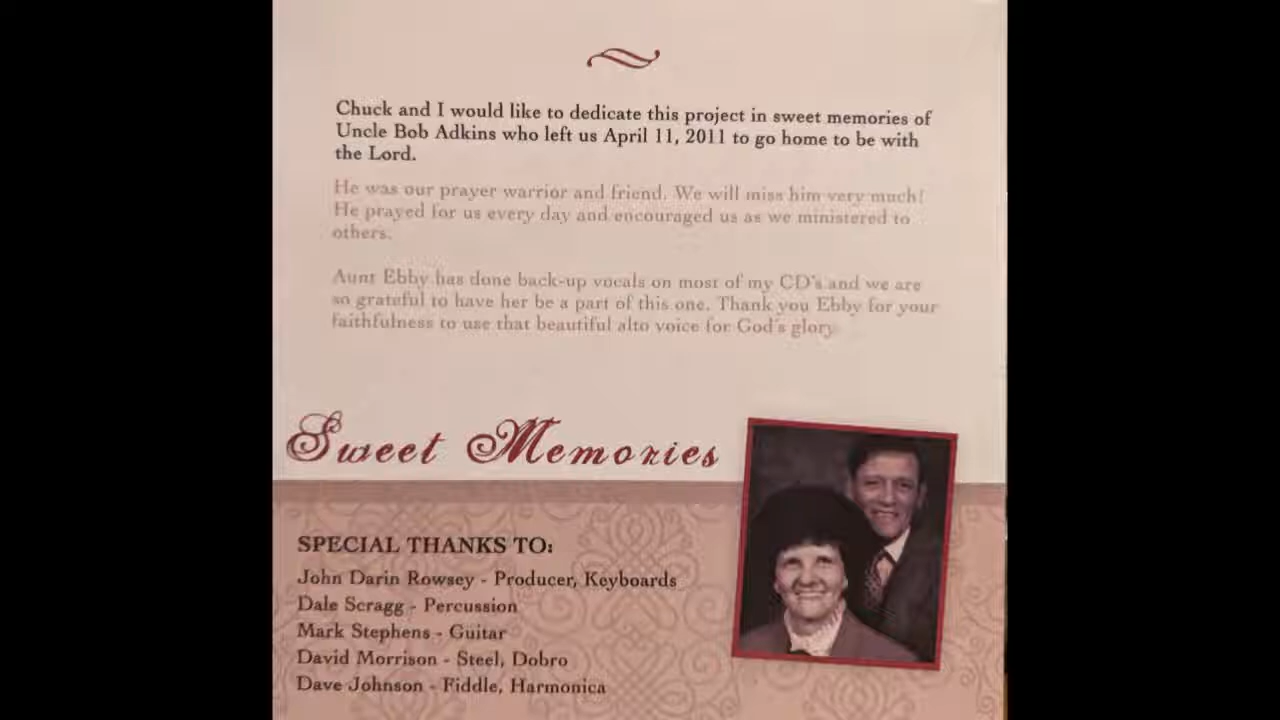 Chuck and I would like to dedicate this project in sweet memories of
Uncle Bob Adkins who left us April 11, 2011 to go home to be with
the Lord.
He was our prayer warrior and friend. We will miss him very much!
He prayed for us every day and encouraged us as we ministered to
others.
Aunt Ebby has done back-up vocals on most of my CD's and we are
so grateful to have her be a part of this one. Thank you Ebby for your
faithfulness to use that beautiful alto voice for God's glory.
Sweet Memories
SPECIAL THANKS TO:
John Darin Rowsey - Producer, Keyboards
Dale Scragg - Percussion
Mark Stephens - Guitar
David Morrison - Steel, Dobro
Dave Johnson - Fiddle, Harmonica